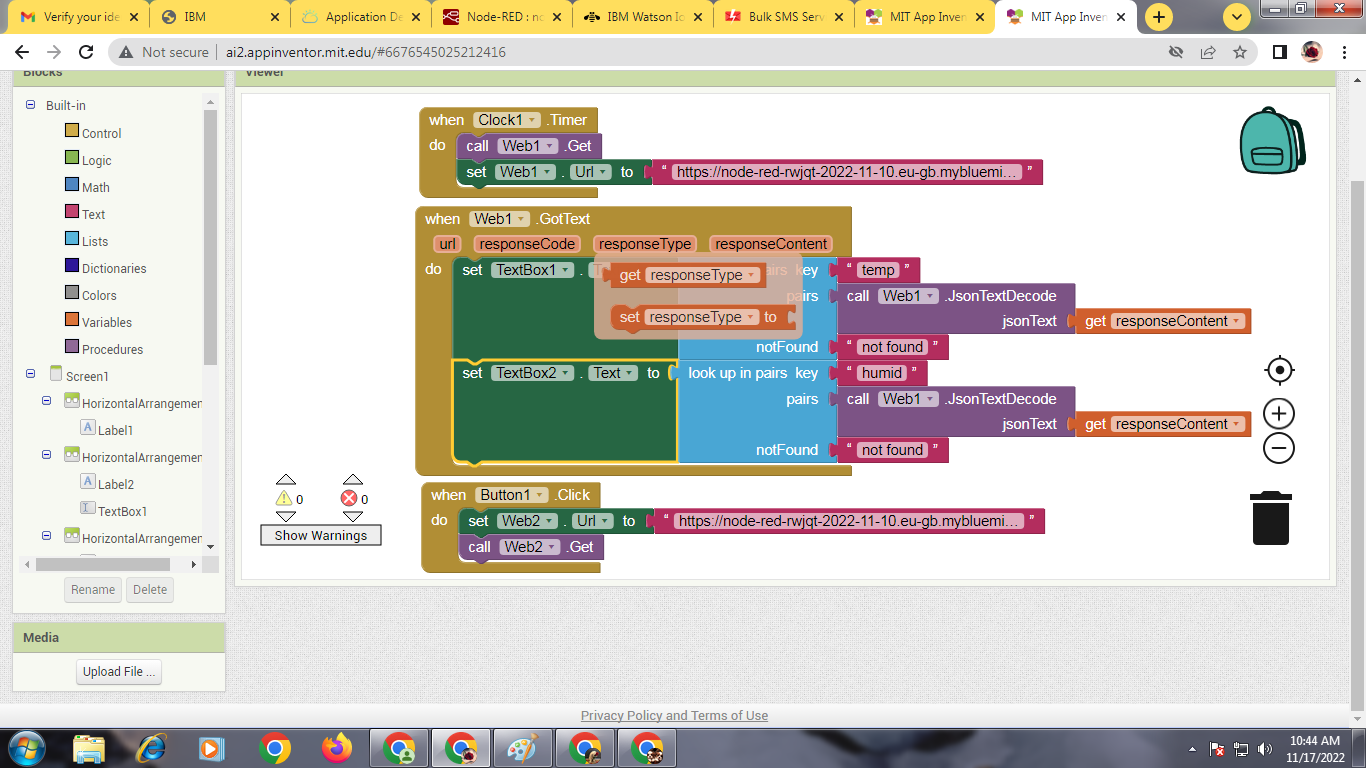 Verify your ide
IBM
Application De
Node-RED : no
IBM Watson Io
Bulk SMS Serv
MIT App Inven
MIT App Inven
Not secure ai2.appinventor.mit.edu/#6676545025212416
Blocks
Viewer
Built-in
Control
Logic
Math
Text
Lists
Dictionaries
Colors
Variables
Procedures
Screen1
HorizontalArrangemen
Label1
HorizontalArrangemen
Label2
TextBox1
HorizontalArrangemen
Rename Delete
Media
Upload File ...
when Clock1 .Timer
do call Web1 .Get
set Web1 . Url to “ https://node-red-rwjqt-2022-11-10.eu-gb.mybluemi... ”
when Web1 .GotText
url responseCode responseType responseContent
do set TextBox1 . key “ temp ”
get responseType
pairs call Web1 .JsonTextDecode
set responseType to
jsonText get responseContent
notFound “ not found ”
set TextBox2 . Text to look up in pairs key “ humid ”
pairs call Web1 .JsonTextDecode
jsonText get responseContent
notFound “ not found ”
when Button1 .Click
do set Web2 . Url to “ https://node-red-rwjqt-2022-11-10.eu-gb.mybluemi... ”
call Web2 .Get
0 0
Show Warnings
Privacy Policy and Terms of Use
10:44 AM
11/17/2022